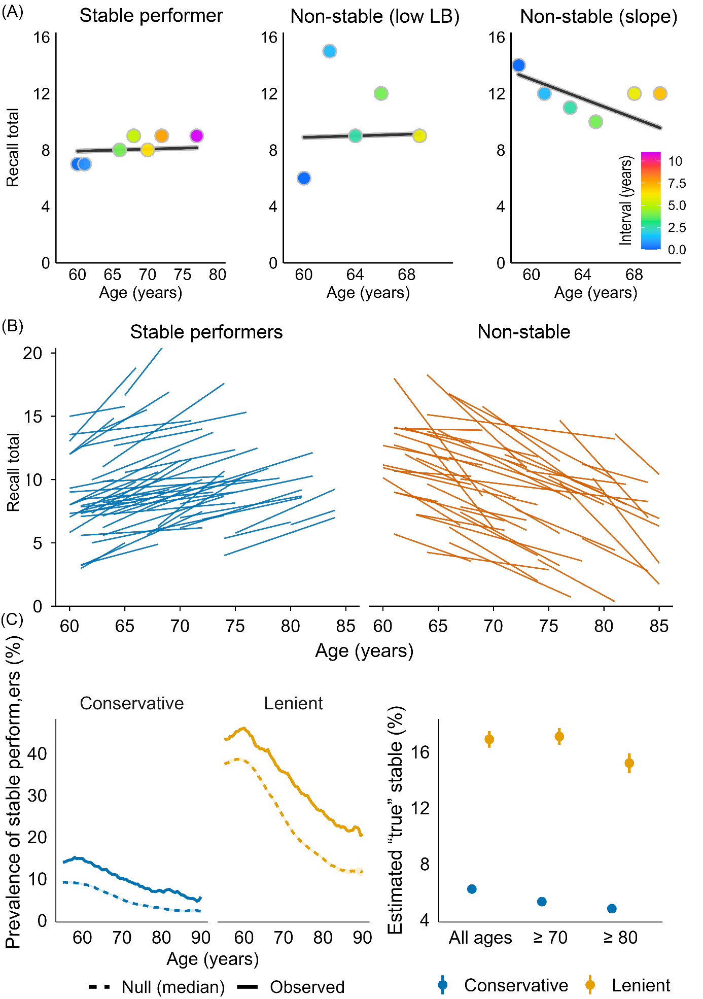 (A)
Stable performer
Non-stable (low LB)
Non-stable (slope)
Recall total
16
12
8
4
0
60 65 70 75 80
Age (years)
16
12
8
4
0
60 64 68
Age (years)
16
12
8
4
0
60 64 68
Age (years)
Interval (years)
10
7.5
5.0
2.5
0.0
(B)
Stable performers
Non-stable
Recall total
20
15
10
5
0
60 65 70 75 80 85
60 65 70 75 80 85
Age (years)
(C)
Prevalence of stable perform,ers (%)
Conservative
Lenient
40
30
20
10
0
60 70 80 90
60 70 80 90
Age (years)
Null (median)
Observed
Estimated “true” stable (%)
16
12
8
4
All ages
≥ 70
≥ 80
Conservative
Lenient